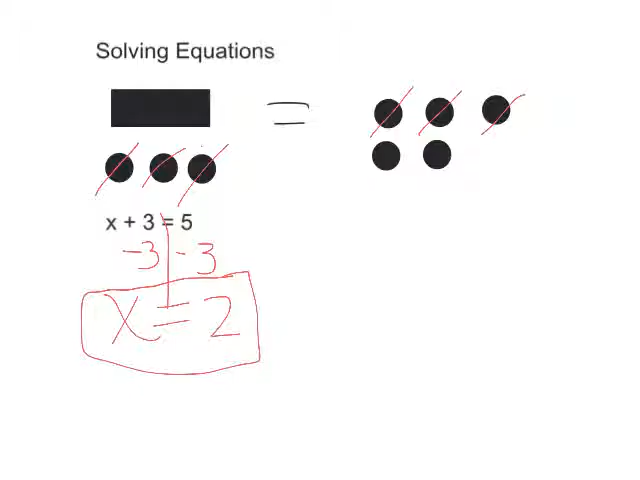 Solving Equations
=
x + 3 = 5
-3 - 3
x = 2